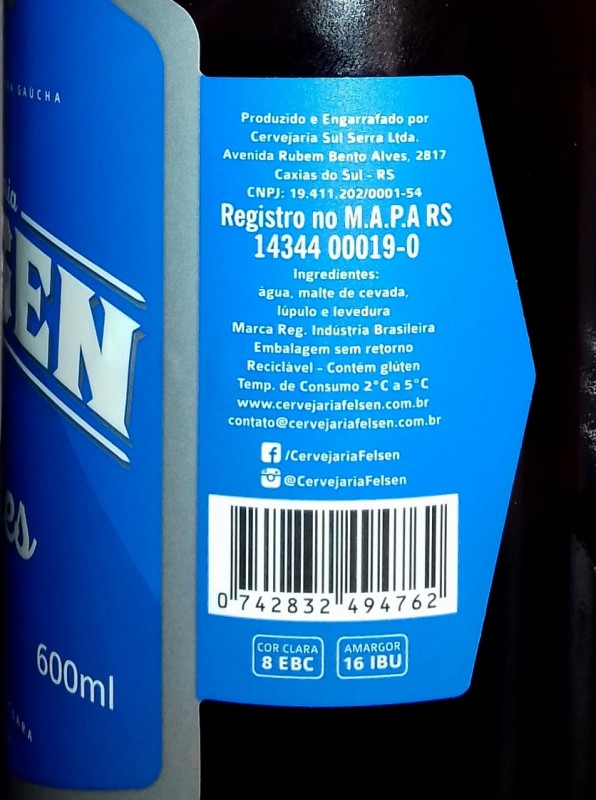 GAÚCHA
Produzido e Engarrafado por
Cervejaria Sul Serra Ltda.
Avenida Rubem Bento Alves, 2817
Caxias do Sul - RS
CNPJ: 19.411.202/0001-54
Registro no M.A.P.A RS
14344 00019-0
Ingredientes:
água, malte de cevada,
lúpulo e levedura
Marca Reg. Indústria Brasileira
Embalagem sem retorno
Reciclável - Contém glúten
Temp. de Consumo 2°C a 5°C
www.cervejariafelsen.com.br
contato@cervejariafelsen.com.br
/CervejariaFelsen
@CervejariaFelsen
0 742832 494762
COR CLARA
8 EBC
AMARGOR
16 IBU
600ml